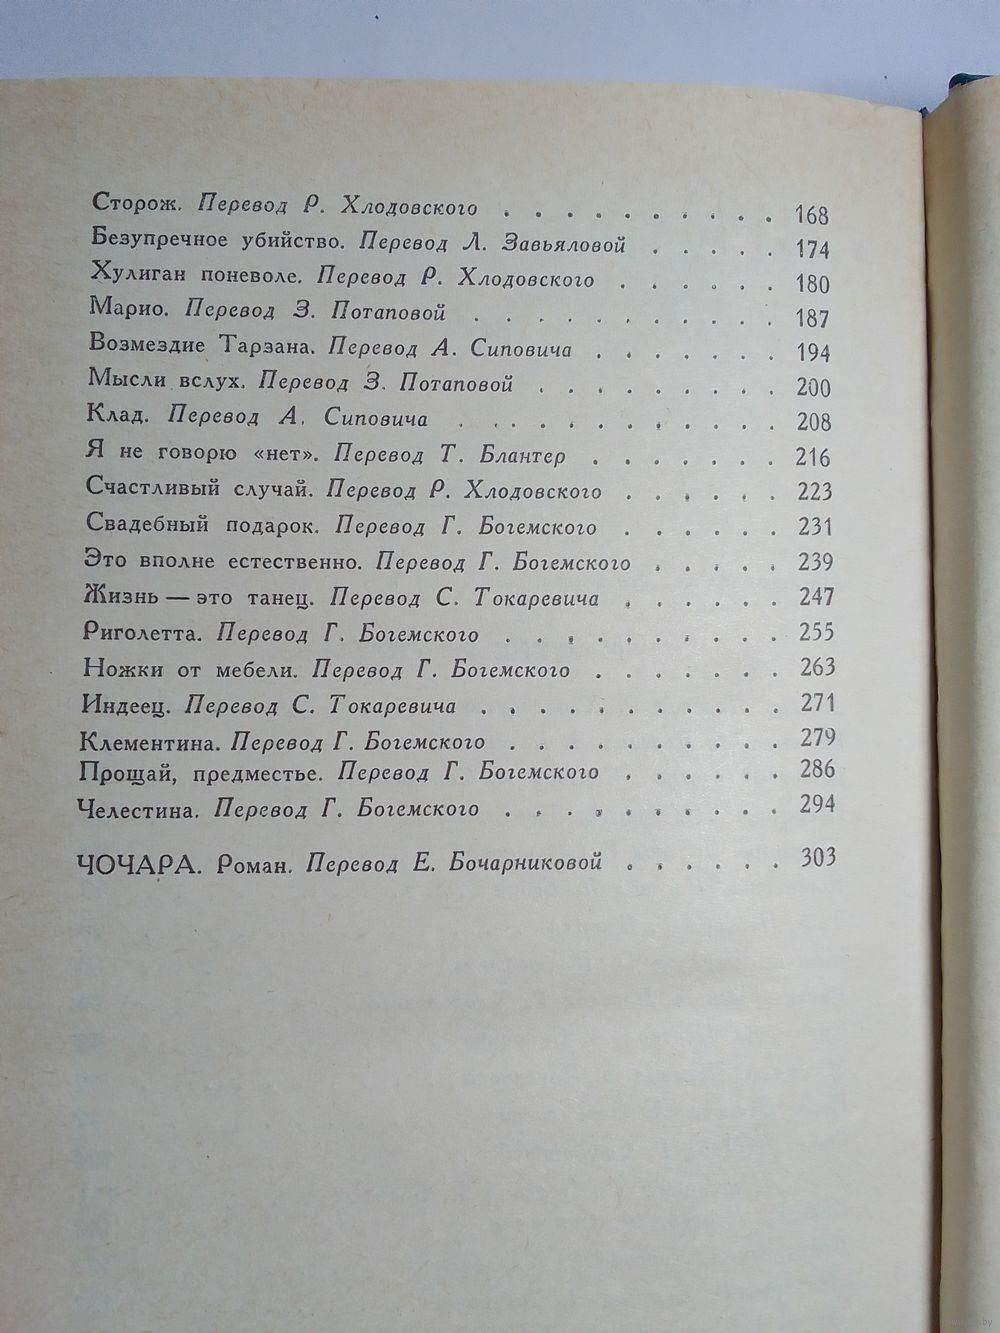 Сторож. Перевод Р. Хлодовского . . . . . . . . . . 168
Безупречное убийство. Перевод Л. Завьяловой . . . . . 174
Хулиган поневоле. Перевод Р. Хлодовского . . . . . . 180
Марио. Перевод З. Потаповой . . . . . . . . . . 187
Возмездие Тарзана. Перевод А. Сиповича . . . . . . . 194
Мысли вслух. Перевод З. Потаповой . . . . . . . . . 200
Клад. Перевод А. Сиповича . . . . . . . . . . . 208
Я не говорю «нет». Перевод Т. Блантер . . . . . . . 216
Счастливый случай. Перевод Р. Хлодовского . . . . . . 223
Свадебный подарок. Перевод Г. Богемского . . . . . . 231
Это вполне естественно. Перевод Г. Богемского . . . . . 239
Жизнь — это танец. Перевод С. Токаревича . . . . . . 247
Риголетта. Перевод Г. Богемского . . . . . . . . . . 255
Ножки от мебели. Перевод Г. Богемского . . . . . . . 263
Индеец. Перевод С. Токаревича . . . . . . . . . . . 271
Клементина. Перевод Г. Богемского . . . . . . . . . . 279
Прощай, предместье. Перевод Г. Богемского . . . . . . 286
Челестина. Перевод Г. Богемского . . . . . . . . . . 294
ЧОЧАРА. Роман. Перевод Е. Бочарниковой . . . . . . 303